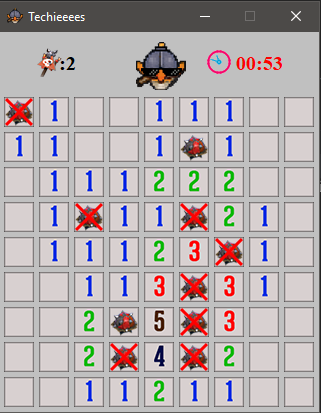 Techieeees
:2 00:53
1 1 1 1
1 1 1 1
1 1 1 2 2 2
1 1 1 2 1
1 1 1 2 3 1
1 1 3 3 1
2 5 3
2 4 2
1 1 2 1 1